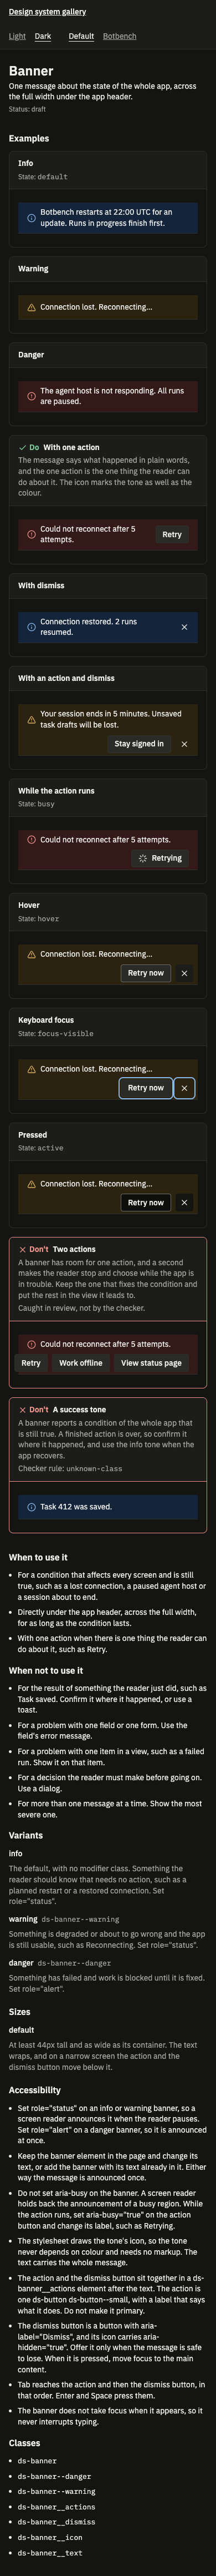 Design system gallery
Light Dark Default Botbench
Banner
One message about the state of the whole app, across
the full width under the app header.
Status: draft
Examples
Info
State: default
Botbench restarts at 22:00 UTC for an
update. Runs in progress finish first.
Warning
Connection lost. Reconnecting...
Danger
The agent host is not responding. All runs
are paused.
Do With one action
The message says what happened in plain words,
and the one action is the one thing the reader can
do about it. The icon marks the tone as well as the
colour.
Could not reconnect after 5
attempts.
Retry
With dismiss
Connection restored. 2 runs
resumed.
With an action and dismiss
Your session ends in 5 minutes. Unsaved
task drafts will be lost.
Stay signed in
While the action runs
State: busy
Could not reconnect after 5 attempts.
Retrying
Hover
State: hover
Connection lost. Reconnecting...
Retry now
Keyboard focus
State: focus-visible
Connection lost. Reconnecting...
Retry now
Pressed
State: active
Connection lost. Reconnecting...
Retry now
Don't Two actions
A banner has room for one action, and a second
makes the reader stop and choose while the app is
in trouble. Keep the one that fixes the condition and
put the rest in the view it leads to.
Caught in review, not by the checker.
Could not reconnect after 5 attempts.
Retry Work offline View status page
Don't A success tone
A banner reports a condition of the whole app that
is still true. A finished action is over, so confirm it
where it happened, and use the info tone when the
app recovers.
Checker rule: unknown-class
Task 412 was saved.
When to use it
For a condition that affects every screen and is still
true, such as a lost connection, a paused agent host or
a session about to end.
Directly under the app header, across the full width,
for as long as the condition lasts.
With one action when there is one thing the reader can
do about it, such as Retry.
When not to use it
For the result of something the reader just did, such as
Task saved. Confirm it where it happened, or use a
toast.
For a problem with one field or one form. Use the
field's error message.
For a problem with one item in a view, such as a failed
run. Show it on that item.
For a decision the reader must make before going on.
Use a dialog.
For more than one message at a time. Show the most
severe one.
Variants
info
The default, with no modifier class. Something the
reader should know that needs no action, such as a
planned restart or a restored connection. Set
role="status".
warning ds-banner--warning
Something is degraded or about to go wrong and the app
is still usable, such as Reconnecting. Set role="status".
danger ds-banner--danger
Something has failed and work is blocked until it is fixed.
Set role="alert".
Sizes
default
At least 44px tall and as wide as its container. The text
wraps, and on a narrow screen the action and the
dismiss button move below it.
Accessibility
Set role="status" on an info or warning banner, so a
screen reader announces it when the reader pauses.
Set role="alert" on a danger banner, so it is announced
at once.
Keep the banner element in the page and change its
text, or add the banner with its text already in it. Either
way the message is announced once.
Do not set aria-busy on the banner. A screen reader
holds back the announcement of a busy region. While
the action runs, set aria-busy="true" on the action
button and change its label, such as Retrying.
The stylesheet draws the tone's icon, so the tone
never depends on colour and needs no markup. The
text carries the whole message.
The action and the dismiss button sit together in a ds-
banner__actions element after the text. The action is
one ds-button ds-button--small, with a label that says
what it does. Do not make it primary.
The dismiss button is a button with aria-
label="Dismiss", and its icon carries aria-
hidden="true". Offer it only when the message is safe
to lose. When it is pressed, move focus to the main
content.
Tab reaches the action and then the dismiss button, in
that order. Enter and Space press them.
The banner does not take focus when it appears, so it
never interrupts typing.
Classes
ds-banner
ds-banner--danger
ds-banner--warning
ds-banner__actions
ds-banner__dismiss
ds-banner__icon
ds-banner__text